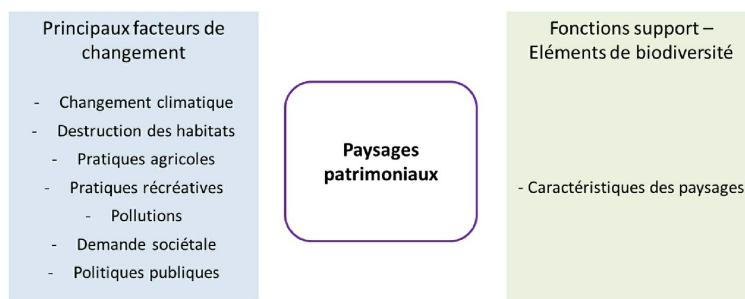 Principaux facteurs de
changement
- Changement climatique
- Destruction des habitats
- Pratiques agricoles
- Pratiques récréatives
- Pollutions
- Demande sociétale
- Politiques publiques
Paysages
patrimoniaux
Fonctions support –
Eléments de biodiversité
- Caractéristiques des paysages